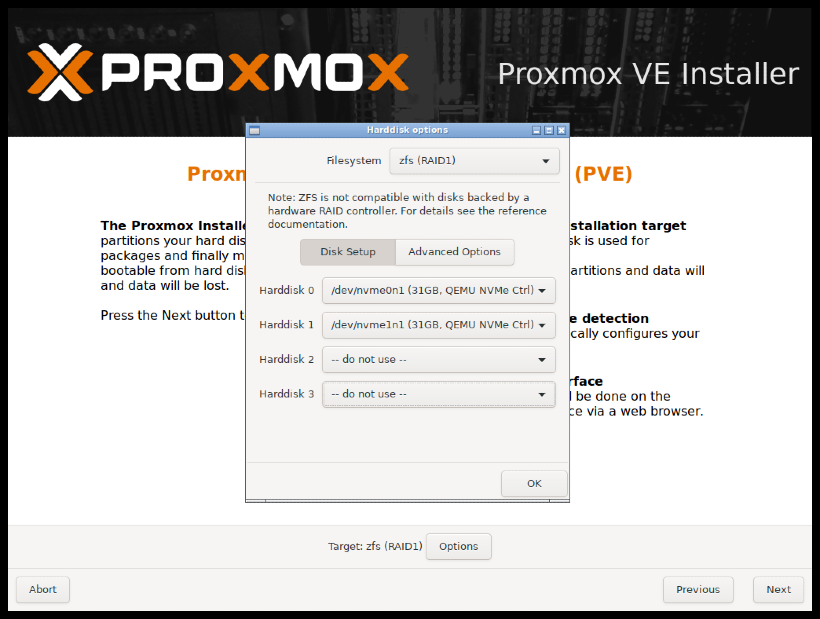 PROXMOX
Proxmox VE Installer
Harddisk options
Filesystem zfs (RAID1)
(PVE)
Note: ZFS is not compatible with disks backed by a
hardware RAID controller. For details see the reference
documentation.
Disk Setup Advanced Options
Harddisk 0 /dev/nvme0n1 (31GB, QEMU NVMe Ctrl)
Harddisk 1 /dev/nvme1n1 (31GB, QEMU NVMe Ctrl)
Harddisk 2 -- do not use --
Harddisk 3 -- do not use --
OK
The Proxmox Installe
partitions your hard dis
packages and finally m
bootable from hard disk
and data will be lost.
Press the Next button t
stallation target
sk is used for
artitions and data will
e detection
cally configures your
rface
l be done on the
ce via a web browser.
Target: zfs (RAID1) Options
Abort Previous Next